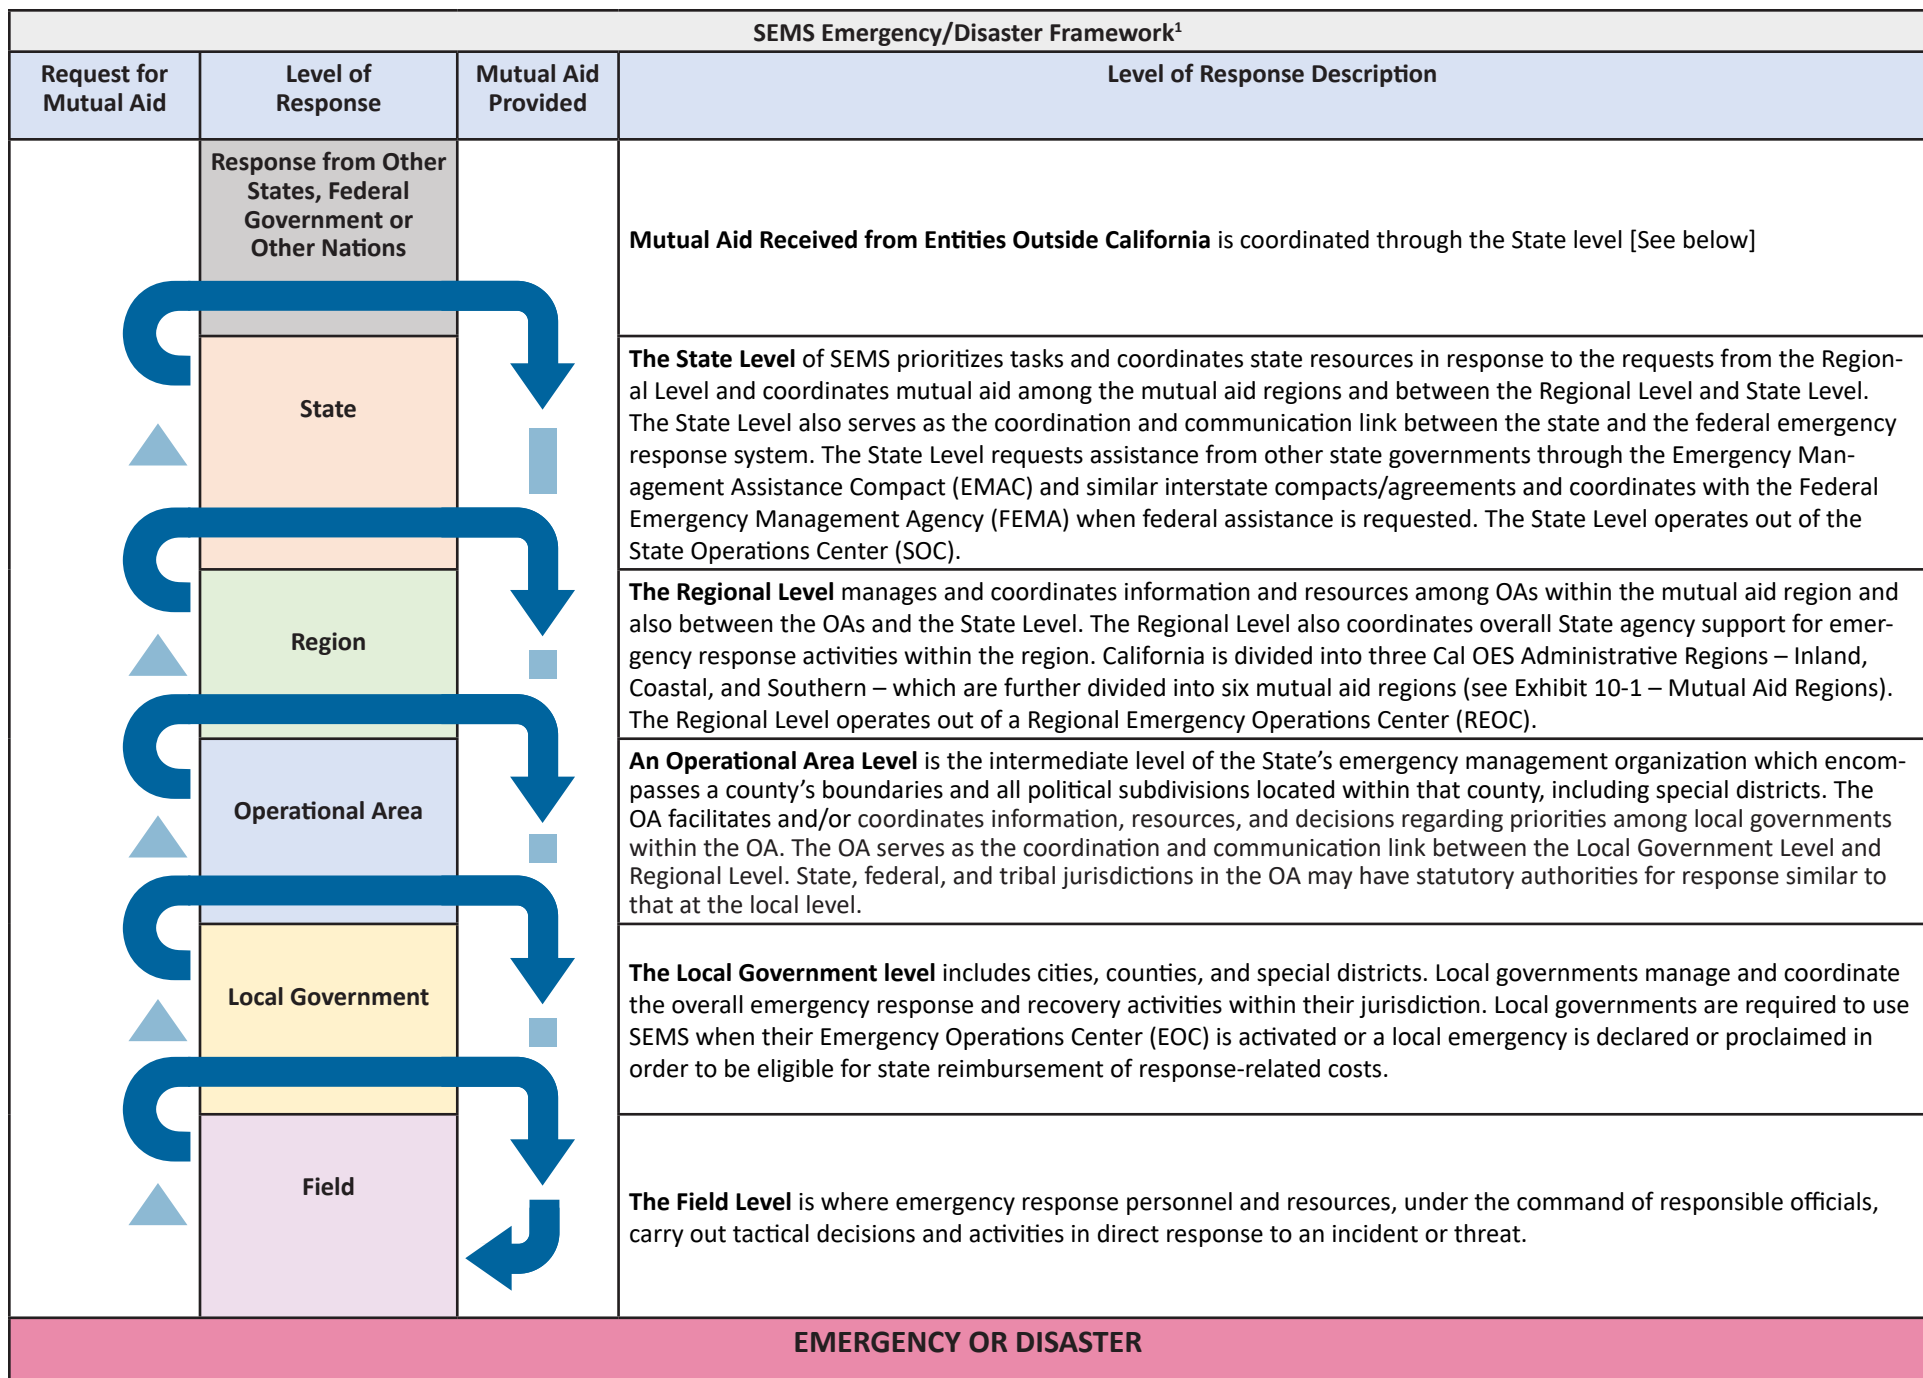 SEMS Emergency/Disaster Framework¹
Request for
Mutual Aid
Level of
Response
Mutual Aid
Provided
Level of Response Description
Response from Other
States, Federal
Government or
Other Nations
Mutual Aid Received from Entities Outside California is coordinated through the State level [See below]
State
The State Level of SEMS prioritizes tasks and coordinates state resources in response to the requests from the Region-
al Level and coordinates mutual aid among the mutual aid regions and between the Regional Level and State Level.
The State Level also serves as the coordination and communication link between the state and the federal emergency
response system. The State Level requests assistance from other state governments through the Emergency Man-
agement Assistance Compact (EMAC) and similar interstate compacts/agreements and coordinates with the Federal
Emergency Management Agency (FEMA) when federal assistance is requested. The State Level operates out of the
State Operations Center (SOC).
Region
The Regional Level manages and coordinates information and resources among OAs within the mutual aid region and
also between the OAs and the State Level. The Regional Level also coordinates overall State agency support for emer-
gency response activities within the region. California is divided into three Cal OES Administrative Regions – Inland,
Coastal, and Southern – which are further divided into six mutual aid regions (see Exhibit 10-1 – Mutual Aid Regions).
The Regional Level operates out of a Regional Emergency Operations Center (REOC).
Operational Area
An Operational Area Level is the intermediate level of the State’s emergency management organization which encom-
passes a county’s boundaries and all political subdivisions located within that county, including special districts. The
OA facilitates and/or coordinates information, resources, and decisions regarding priorities among local governments
within the OA. The OA serves as the coordination and communication link between the Local Government Level and
Regional Level. State, federal, and tribal jurisdictions in the OA may have statutory authorities for response similar to
that at the local level.
Local Government
The Local Government level includes cities, counties, and special districts. Local governments manage and coordinate
the overall emergency response and recovery activities within their jurisdiction. Local governments are required to use
SEMS when their Emergency Operations Center (EOC) is activated or a local emergency is declared or proclaimed in
order to be eligible for state reimbursement of response-related costs.
Field
The Field Level is where emergency response personnel and resources, under the command of responsible officials,
carry out tactical decisions and activities in direct response to an incident or threat.
EMERGENCY OR DISASTER